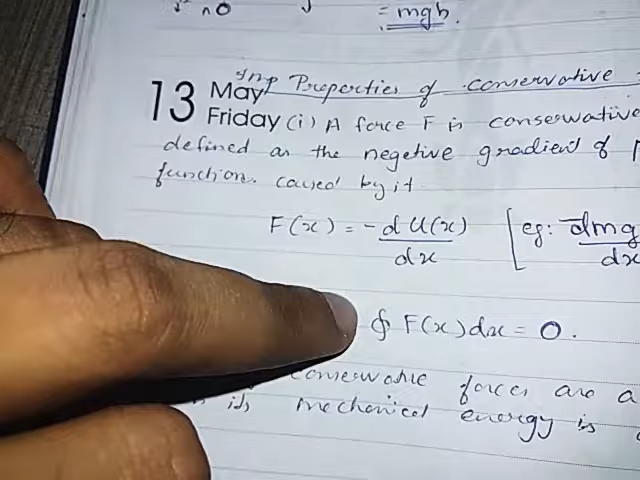 = mgh.
Imp Properties of conservative
13 May
Friday (i) A force F is conservative
defined as the negetive gradient of
function. caused by it
F(x) = -dU(x)/dx [eg: -dmg/dx
∮ F(x)dx = 0.
conservative forces are a
its mechanical energy is